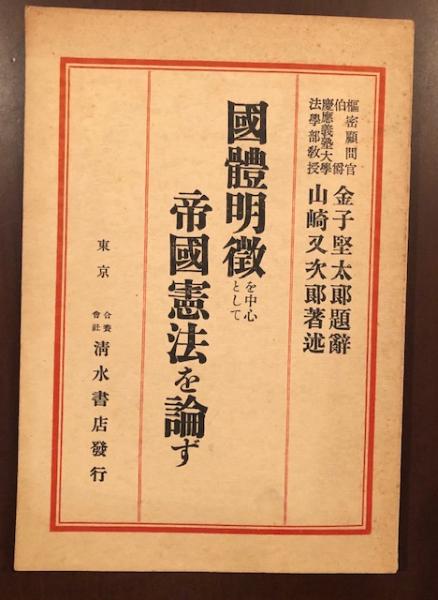 樞密顧問官
伯爵
金子堅太郎題辭
慶應義塾大學
法學部教授
山崎又次郎著述
國體明徵を中心として
帝國憲法を論ず
東京
合資會社
清水書店發行